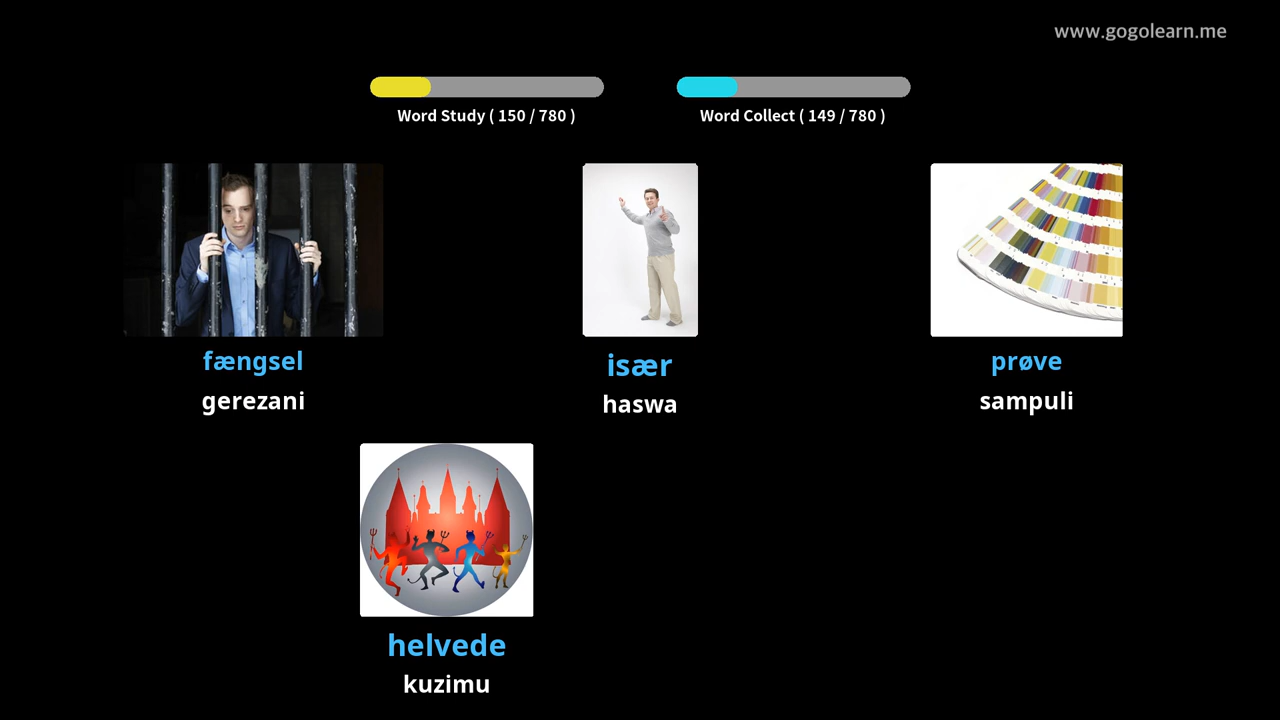 www.gogolearn.me
Word Study ( 150 / 780 )
Word Collect ( 149 / 780 )
fængsel
gerezani
især
haswa
prøve
sampuli
helvede
kuzimu